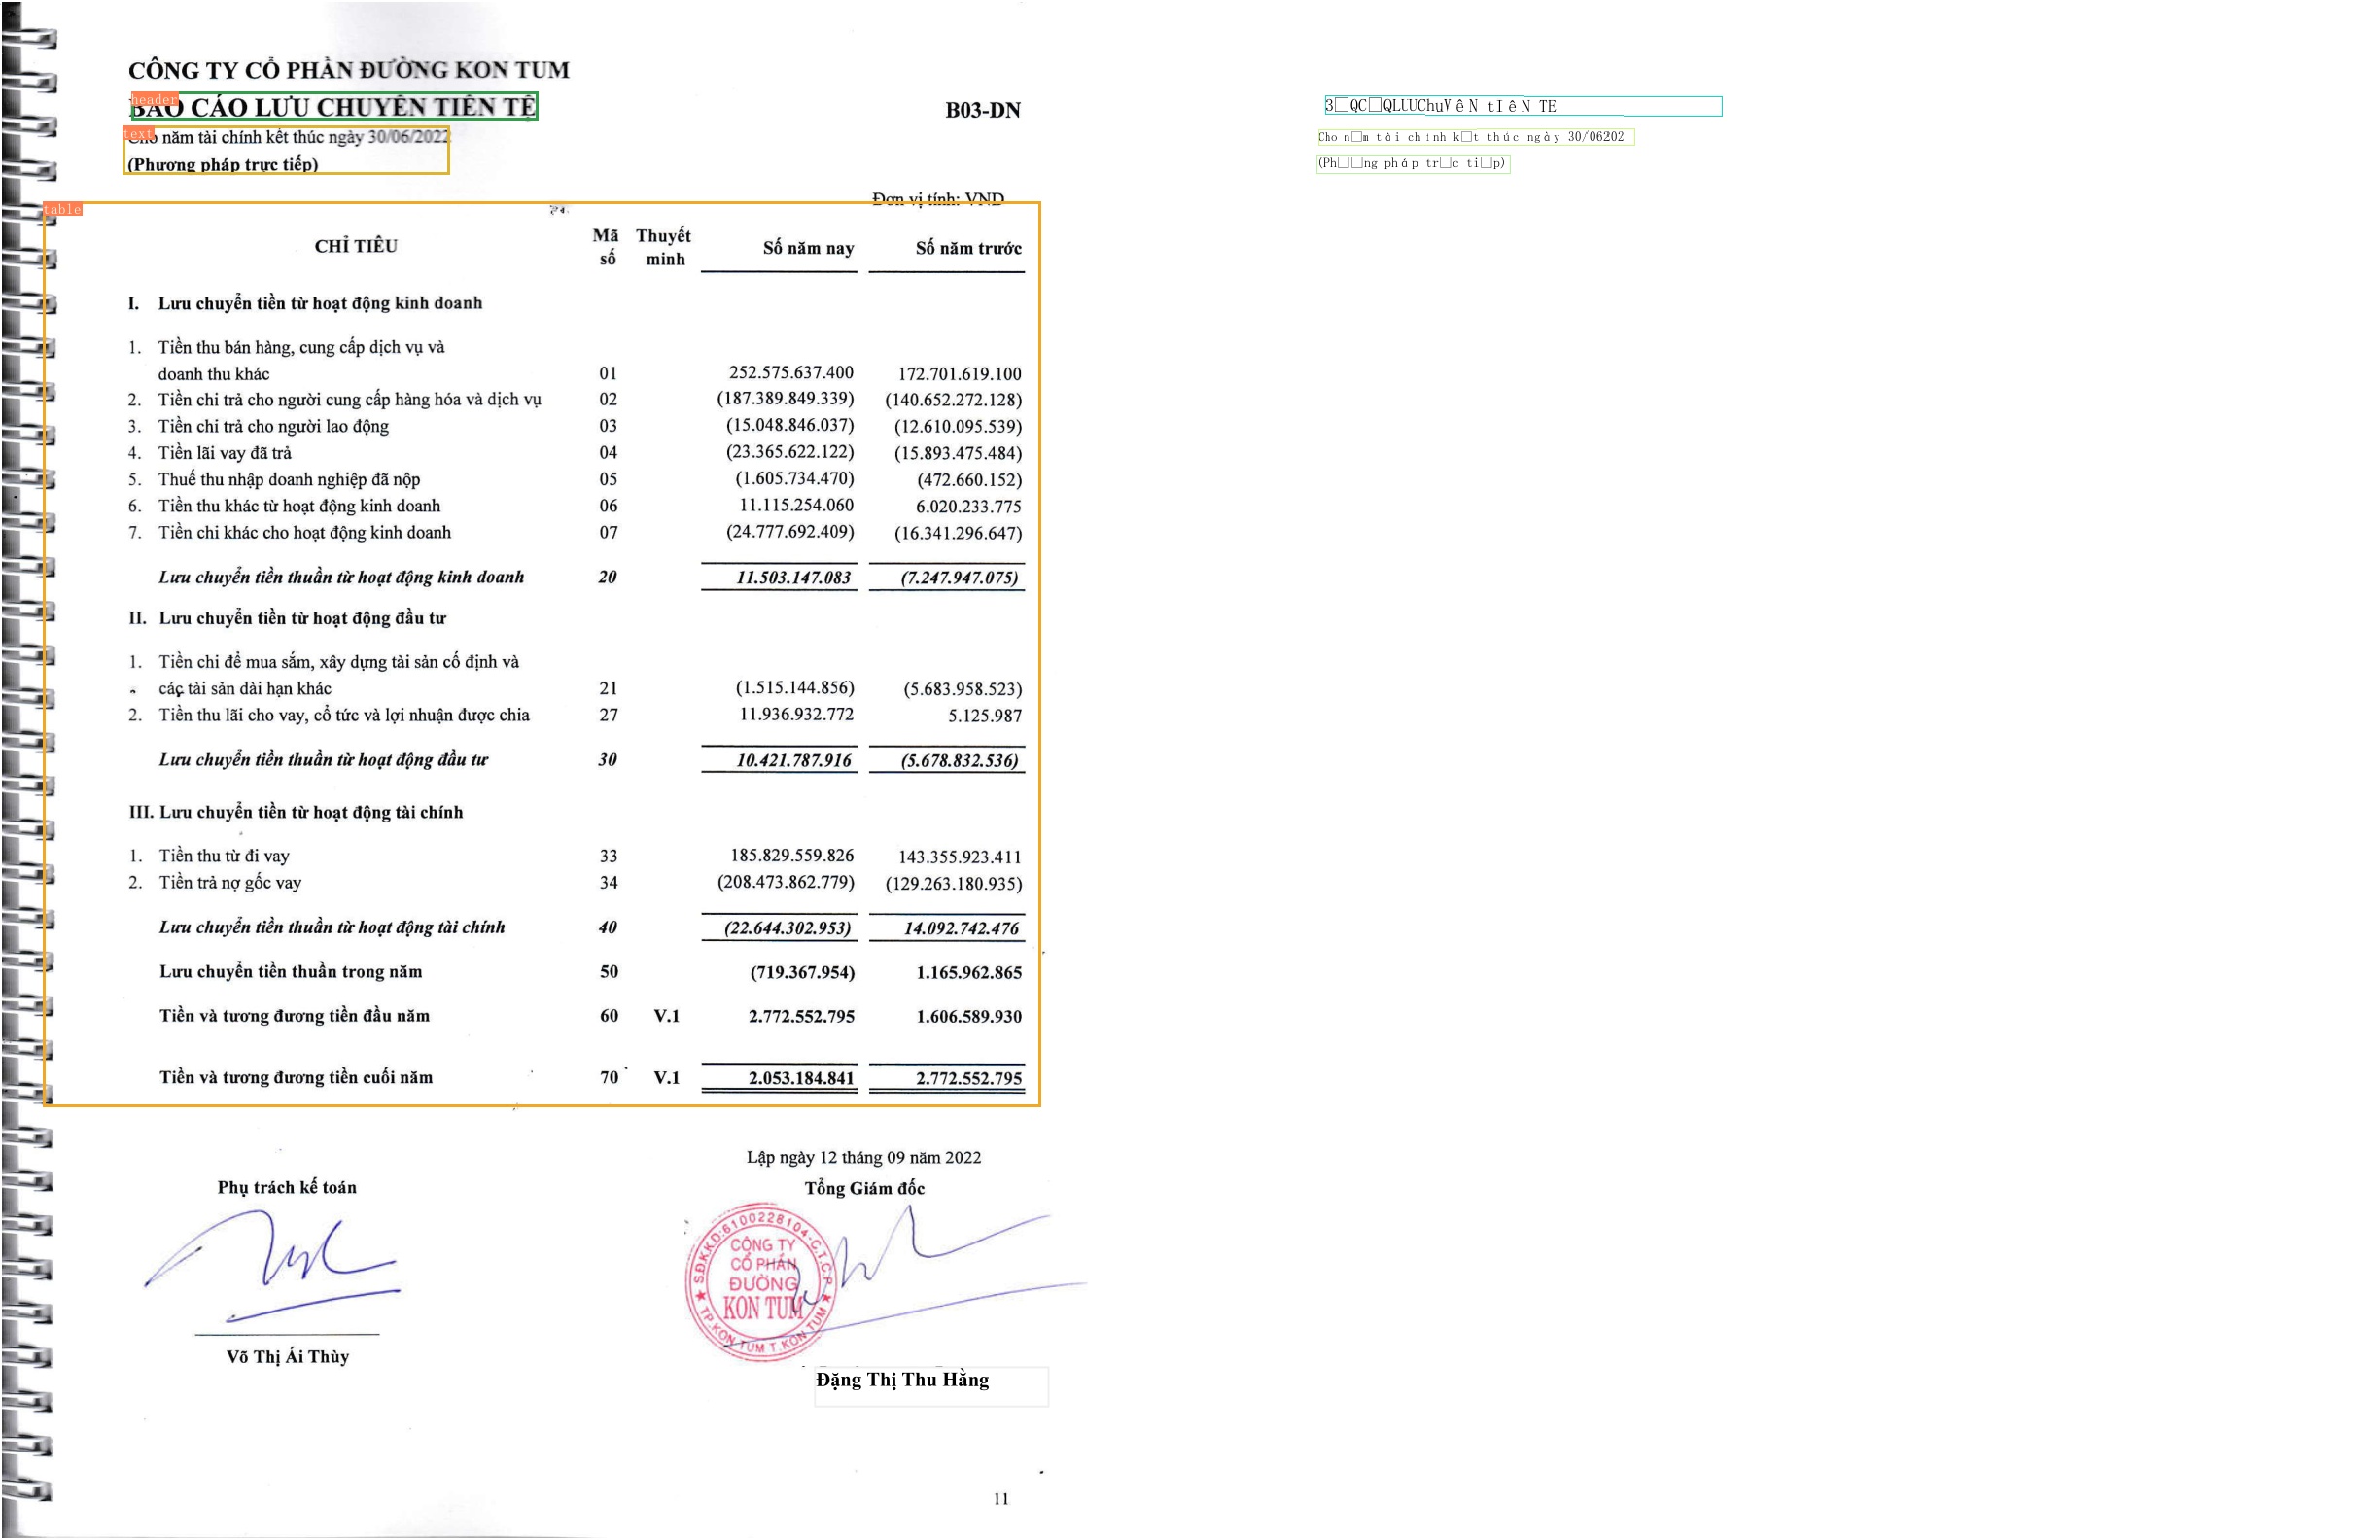 CÔNG TY CỔ PHẦN ĐƯỜNG KON TUM
header
BÁO CÁO LƯU CHUYỂN TIỀN TỆ
B03-DN
text
Cho năm tài chính kết thúc ngày 30/06/2022
(Phương pháp trực tiếp)
Đơn vị tính: VND
table
CHỈ TIÊU Mã số Thuyết minh Số năm nay Số năm trước
I. Lưu chuyển tiền từ hoạt động kinh doanh
1. Tiền thu bán hàng, cung cấp dịch vụ và
doanh thu khác 01 252.575.637.400 172.701.619.100
2. Tiền chi trả cho người cung cấp hàng hóa và dịch vụ 02 (187.389.849.339) (140.652.272.128)
3. Tiền chi trả cho người lao động 03 (15.048.846.037) (12.610.095.539)
4. Tiền lãi vay đã trả 04 (23.365.622.122) (15.893.475.484)
5. Thuế thu nhập doanh nghiệp đã nộp 05 (1.605.734.470) (472.660.152)
6. Tiền thu khác từ hoạt động kinh doanh 06 11.115.254.060 6.020.233.775
7. Tiền chi khác cho hoạt động kinh doanh 07 (24.777.692.409) (16.341.296.647)
Lưu chuyển tiền thuần từ hoạt động kinh doanh 20 11.503.147.083 (7.247.947.075)
II. Lưu chuyển tiền từ hoạt động đầu tư
1. Tiền chi để mua sắm, xây dựng tài sản cố định và
các tài sản dài hạn khác 21 (1.515.144.856) (5.683.958.523)
2. Tiền thu lãi cho vay, cổ tức và lợi nhuận được chia 27 11.936.932.772 5.125.987
Lưu chuyển tiền thuần từ hoạt động đầu tư 30 10.421.787.916 (5.678.832.536)
III. Lưu chuyển tiền từ hoạt động tài chính
1. Tiền thu từ đi vay 33 185.829.559.826 143.355.923.411
2. Tiền trả nợ gốc vay 34 (208.473.862.779) (129.263.180.935)
Lưu chuyển tiền thuần từ hoạt động tài chính 40 (22.644.302.953) 14.092.742.476
Lưu chuyển tiền thuần trong năm 50 (719.367.954) 1.165.962.865
Tiền và tương đương tiền đầu năm 60 V.1 2.772.552.795 1.606.589.930
Tiền và tương đương tiền cuối năm 70 V.1 2.053.184.841 2.772.552.795
Lập ngày 12 tháng 09 năm 2022
Phụ trách kế toán Tổng Giám đốc
SĐKKD:6100228104-C.T.C.P
CÔNG TY
CỔ PHẦN
ĐƯỜNG
KON TUM
TP.KON TUM T.KON TUM
Võ Thị Ái Thùy
Đặng Thị Thu Hằng
11
3□QC□QLUUChuVêN tIêN TE
Cho n□m tài chính k□t thúc ngày 30/06202
(Ph□□ng pháp tr□c ti□p)